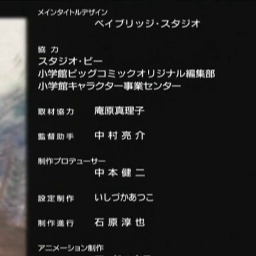 メインタイトルデザイン
ベイブリッジ・スタジオ
協力
スタジオ・ビー
小学館ビッグコミックオリジナル編集部
小学館キャラクター事業センター
取材協力 庵原真理子
監督助手 中村亮介
制作プロデューサー
中本健二
設定制作 いしづかあつこ
制作進行 石原淳也
アニメーション制作